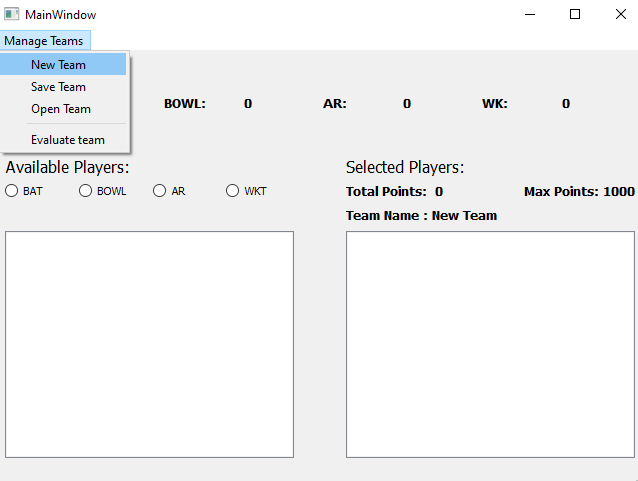 MainWindow
Manage Teams
New Team
Save Team
Open Team
Evaluate team
BOWL: 0 AR: 0 WK: 0
Available Players: Selected Players:
BAT BOWL AR WKT Total Points: 0 Max Points: 1000
Team Name : New Team